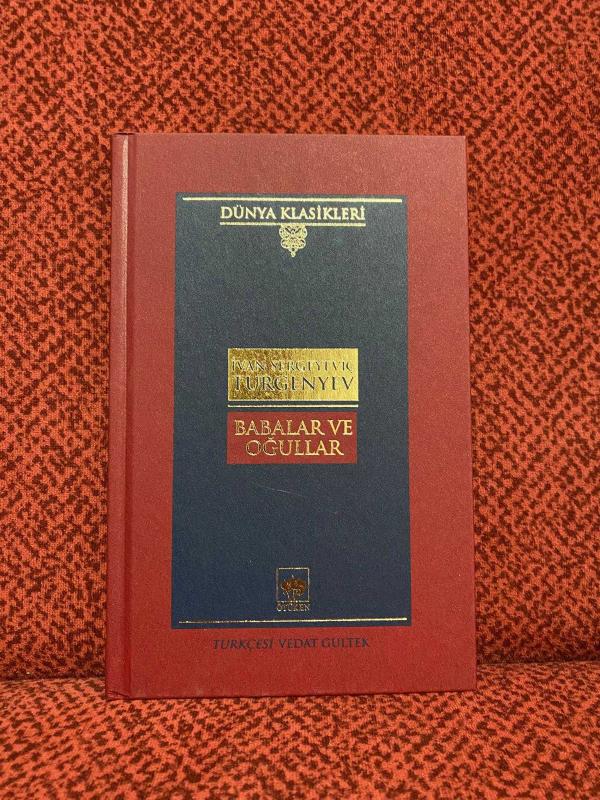 DÜNYA KLASİKLERİ
İVAN SERGEYEVİÇ
TURGENYEV
BABALAR VE
OĞULLAR
ÖTÜKEN
TÜRKÇESİ VEDAT GÜLTEK